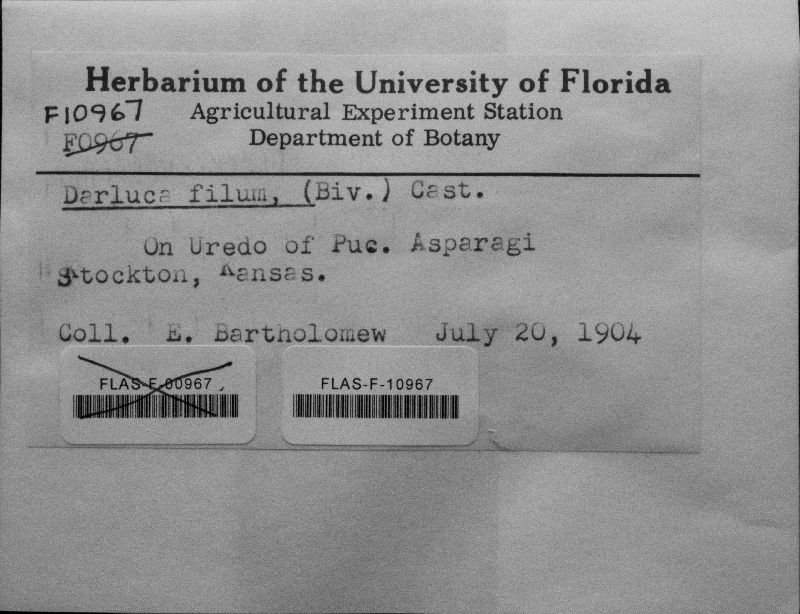 Herbarium of the University of Florida
F10967 Agricultural Experiment Station
F0967 Department of Botany
Darluca filum, (Biv.) Cast.
On Uredo of Puc. Asparagi
Stockton, Kansas.
Coll. E. Bartholomew July 20, 1904
FLAS-F-00967 FLAS-F-10967